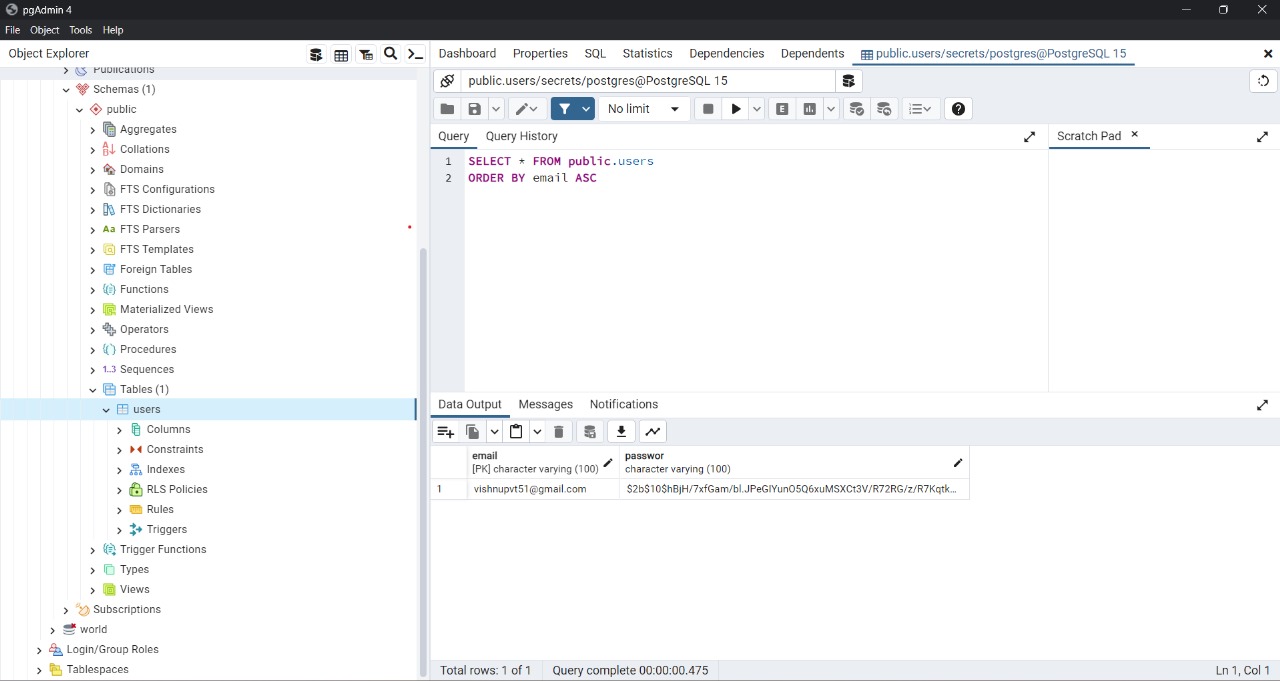 pgAdmin 4
File Object Tools Help
Object Explorer
Publications
Schemas (1)
public
Aggregates
Collations
Domains
FTS Configurations
FTS Dictionaries
Aa FTS Parsers
FTS Templates
Foreign Tables
Functions
Materialized Views
Operators
Procedures
1..3 Sequences
Tables (1)
users
Columns
Constraints
Indexes
RLS Policies
Rules
Triggers
Trigger Functions
Types
Views
Subscriptions
world
Login/Group Roles
Tablespaces
Dashboard Properties SQL Statistics Dependencies Dependents public.users/secrets/postgres@PostgreSQL 15
public.users/secrets/postgres@PostgreSQL 15
No limit E
Query Query History
Scratch Pad
1 SELECT * FROM public.users
2 ORDER BY email ASC
Data Output Messages Notifications
email passwor
[PK] character varying (100) character varying (100)
1 vishnupvt51@gmail.com $2b$10$hBjH/7xfGam/bl.JPeGIYunO5Q6xuMSXCt3V/R72RG/z/R7Kqtk...
Total rows: 1 of 1 Query complete 00:00:00.475 Ln 1, Col 1